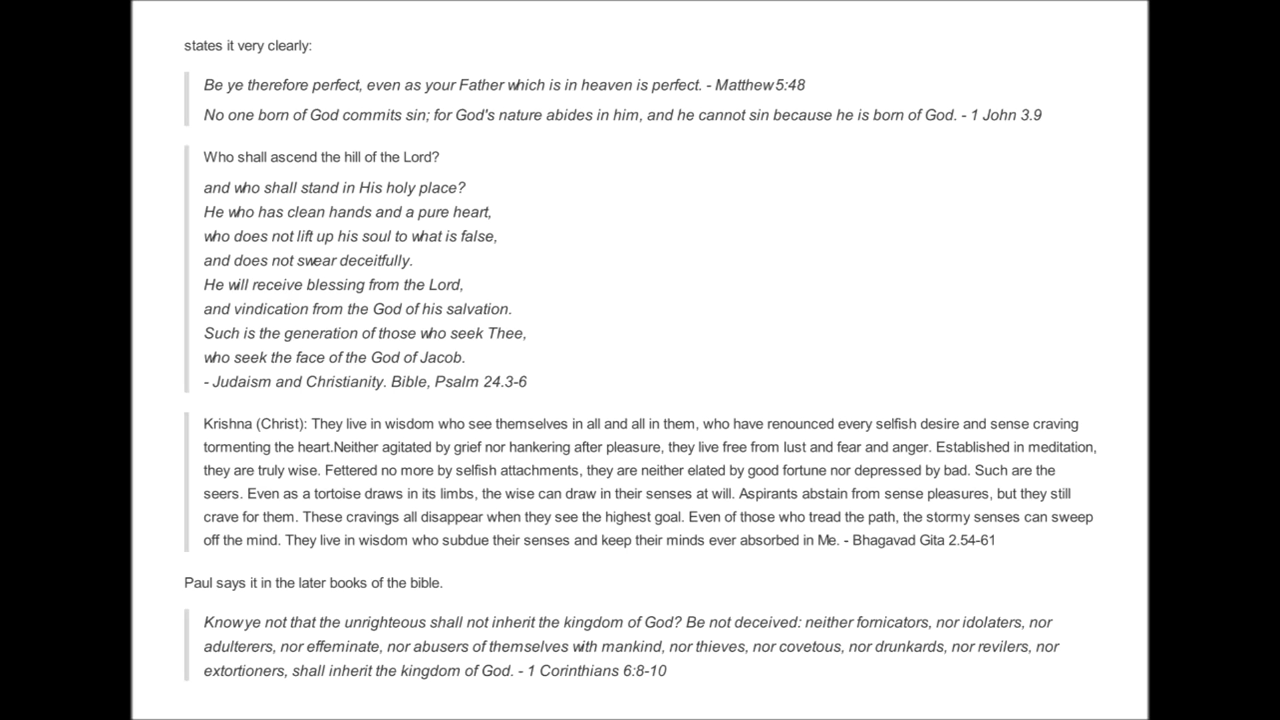 states it very clearly:
Be ye therefore perfect, even as your Father which is in heaven is perfect. - Matthew 5:48
No one born of God commits sin; for God's nature abides in him, and he cannot sin because he is born of God. - 1 John 3.9
Who shall ascend the hill of the Lord?
and who shall stand in His holy place?
He who has clean hands and a pure heart,
who does not lift up his soul to what is false,
and does not swear deceitfully.
He will receive blessing from the Lord,
and vindication from the God of his salvation.
Such is the generation of those who seek Thee,
who seek the face of the God of Jacob.
- Judaism and Christianity. Bible, Psalm 24.3-6
Krishna (Christ): They live in wisdom who see themselves in all and all in them, who have renounced every selfish desire and sense craving
tormenting the heart.Neither agitated by grief nor hankering after pleasure, they live free from lust and fear and anger. Established in meditation,
they are truly wise. Fettered no more by selfish attachments, they are neither elated by good fortune nor depressed by bad. Such are the
seers. Even as a tortoise draws in its limbs, the wise can draw in their senses at will. Aspirants abstain from sense pleasures, but they still
crave for them. These cravings all disappear when they see the highest goal. Even of those who tread the path, the stormy senses can sweep
off the mind. They live in wisdom who subdue their senses and keep their minds ever absorbed in Me. - Bhagavad Gita 2.54-61
Paul says it in the later books of the bible.
Know ye not that the unrighteous shall not inherit the kingdom of God? Be not deceived: neither fornicators, nor idolaters, nor
adulterers, nor effeminate, nor abusers of themselves with mankind, nor thieves, nor covetous, nor drunkards, nor revilers, nor
extortioners, shall inherit the kingdom of God. - 1 Corinthians 6:8-10